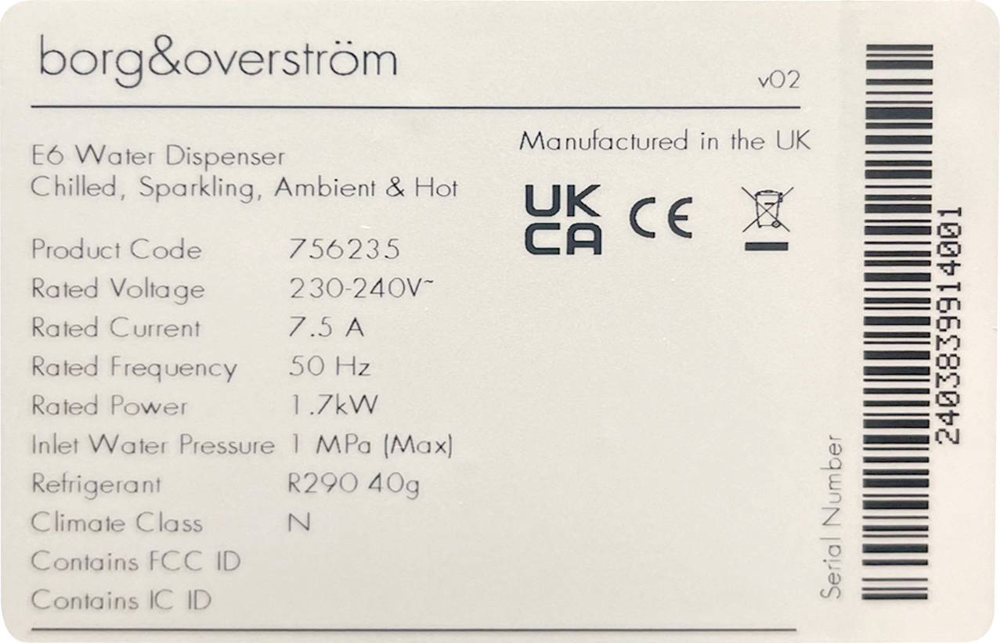 borg&overström
v02
E6 Water Dispenser
Chilled, Sparkling, Ambient & Hot
Manufactured in the UK
UK
CA
CE
Product Code 756235
Rated Voltage 230-240V~
Rated Current 7.5 A
Rated Frequency 50 Hz
Rated Power 1.7kW
Inlet Water Pressure 1 MPa (Max)
Refrigerant R290 40g
Climate Class N
Contains FCC ID
Contains IC ID
Serial Number
2403839914001